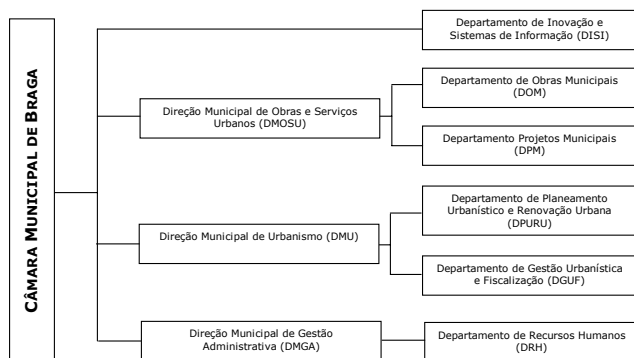 CÂMARA MUNICIPAL DE BRAGA
Departamento de Inovação e
Sistemas de Informação (DISI)
Direção Municipal de Obras e Serviços
Urbanos (DMOSU)
Departamento de Obras Municipais
(DOM)
Departamento Projetos Municipais
(DPM)
Direção Municipal de Urbanismo (DMU)
Departamento de Planeamento
Urbanístico e Renovação Urbana
(DPURU)
Departamento de Gestão Urbanística
e Fiscalização (DGUF)
Direção Municipal de Gestão
Administrativa (DMGA)
Departamento de Recursos Humanos
(DRH)